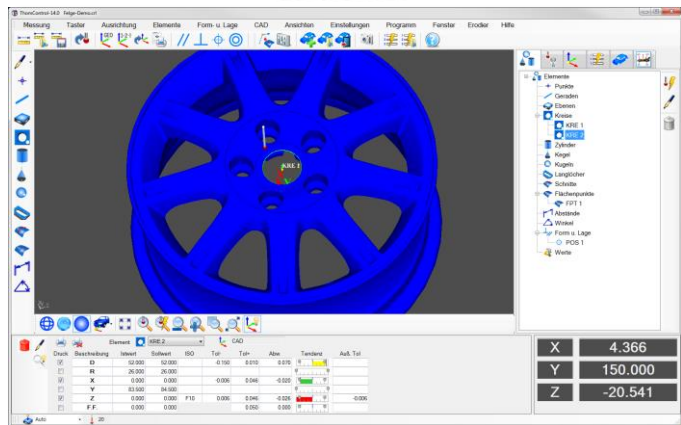 ThomControl-14.0 Felge-Demo.vrl
Messung Taster Ausrichtung Elemente Form- u. Lage CAD Ansichten Einstellungen Programm Fenster Eroder Hilfe
Elemente
Punkte
Geraden
Ebenen
Kreise
KRE 1
KRE 2
Zylinder
Kegel
Kugeln
Langlöcher
Schnitte
Flächenpunkte
FPT 1
Abstände
Winkel
Form u. Lage
POS 1
Werte
KRE 1
Element KRE 2 CAD
Druck Beschreibung Istwert Sollwert ISO Tol- Tol+ Abw Tendenz Auß. Tol
D 52.000 52.000 -0.150 0.010 0.070
R 26.000 26.000
X 0.000 0.000 -0.006 0.046 -0.020
Y 83.500 84.500
Z 0.000 0.000 F10 0.006 0.046 -0.026 -0.006
F.F. 0.000 0.000 0.050 0.000
X 4.366
Y 150.000
Z -20.541
Auto 20